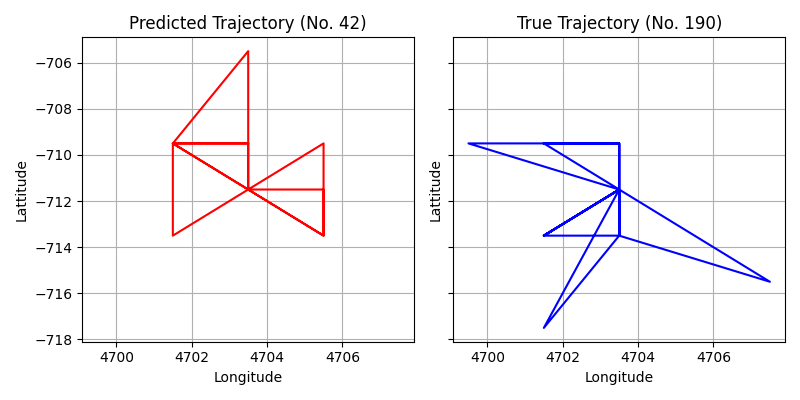 Predicted Trajectory (No. 42)
True Trajectory (No. 190)
−706
−708
−710
−712
−714
−716
−718
Lattitude
Lattitude
4700 4702 4704 4706
4700 4702 4704 4706
Longitude
Longitude